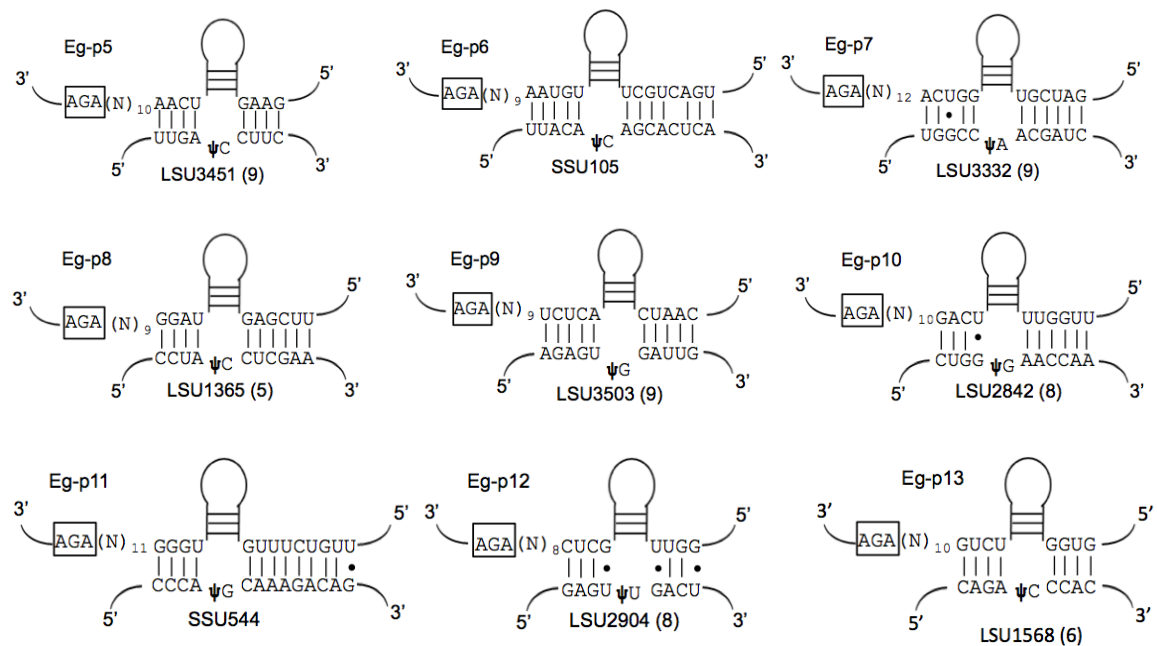 Eg-p5
3’ 5’
AGA (N) 10 AACU GAAG
UUGA ψC CUUC
5’ 3’
LSU3451 (9)
Eg-p6
3’ 5’
AGA (N) 9 AAUGU UCGUCAGU
UUACA ψC AGCACUCA
5’ 3’
SSU105
Eg-p7
3’ 5’
AGA (N) 12 ACUGG UGCUAG
UGGCC ψA ACGAUC
5’ 3’
LSU3332 (9)
Eg-p8
3’ 5’
AGA (N) 9 GGAU GAGCUU
CCUA ψC CUCGAA
5’ 3’
LSU1365 (5)
Eg-p9
3’ 5’
AGA (N) 9 UCUCA CUAAC
AGAGU ψG GAUUG
5’ 3’
LSU3503 (9)
Eg-p10
3’ 5’
AGA (N) 10 GACU UUGGUU
CUGG ψG AACCAA
5’ 3’
LSU2842 (8)
Eg-p11
3’ 5’
AGA (N) 11 GGGU GUUUCUGUU
CCCA ψG CAAAGACAG
5’ 3’
SSU544
Eg-p12
3’ 5’
AGA (N) 8 CUCG UUGG
GAGU ψU GACU
5’ 3’
LSU2904 (8)
Eg-p13
3’ 5’
AGA (N) 10 GUCU GGUG
CAGA ψC CCAC
5’ 3’
LSU1568 (6)